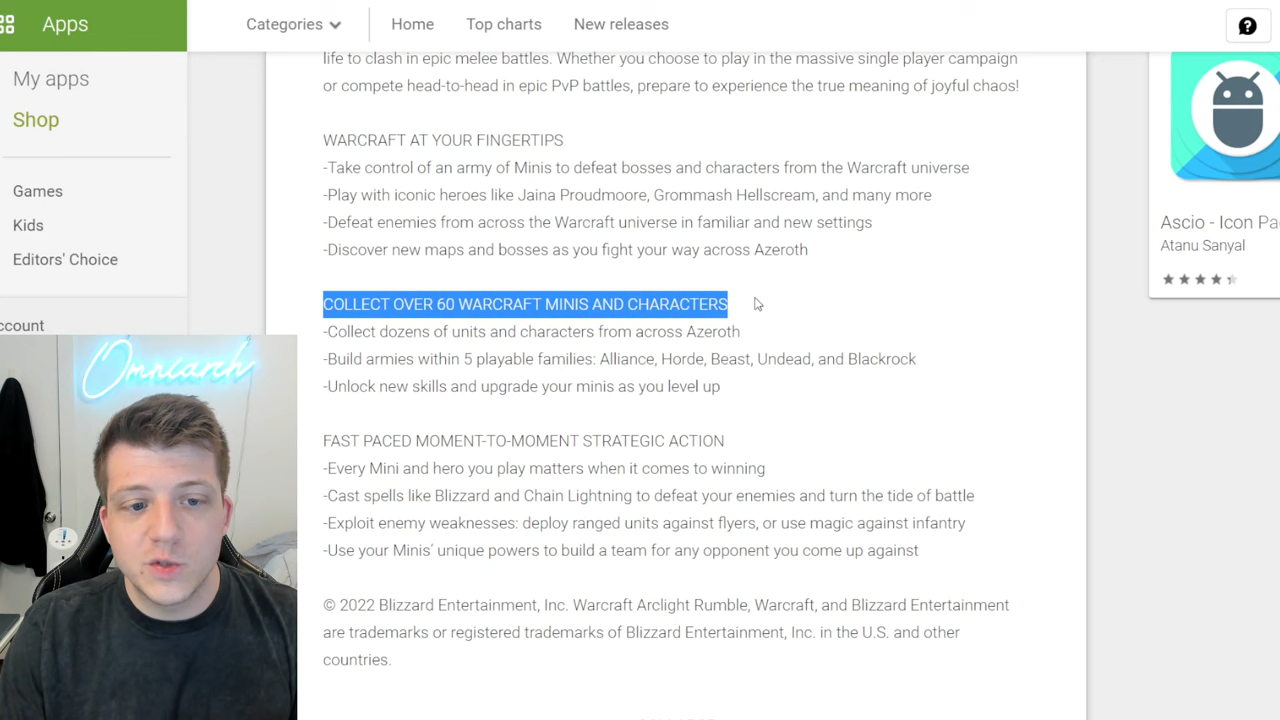 Apps
Categories
Home
Top charts
New releases
My apps
Shop
Games
Kids
Editors' Choice
ccount
life to clash in epic melee battles. Whether you choose to play in the massive single player campaign
or compete head-to-head in epic PvP battles, prepare to experience the true meaning of joyful chaos!
WARCRAFT AT YOUR FINGERTIPS
-Take control of an army of Minis to defeat bosses and characters from the Warcraft universe
-Play with iconic heroes like Jaina Proudmoore, Grommash Hellscream, and many more
-Defeat enemies from across the Warcraft universe in familiar and new settings
-Discover new maps and bosses as you fight your way across Azeroth
COLLECT OVER 60 WARCRAFT MINIS AND CHARACTERS
-Collect dozens of units and characters from across Azeroth
-Build armies within 5 playable families: Alliance, Horde, Beast, Undead, and Blackrock
-Unlock new skills and upgrade your minis as you level up
FAST PACED MOMENT-TO-MOMENT STRATEGIC ACTION
-Every Mini and hero you play matters when it comes to winning
-Cast spells like Blizzard and Chain Lightning to defeat your enemies and turn the tide of battle
-Exploit enemy weaknesses: deploy ranged units against flyers, or use magic against infantry
-Use your Minis' unique powers to build a team for any opponent you come up against
© 2022 Blizzard Entertainment, Inc. Warcraft Arclight Rumble, Warcraft, and Blizzard Entertainment
are trademarks or registered trademarks of Blizzard Entertainment, Inc. in the U.S. and other
countries.
Ascio - Icon Pa
Atanu Sanyal
Omniarch